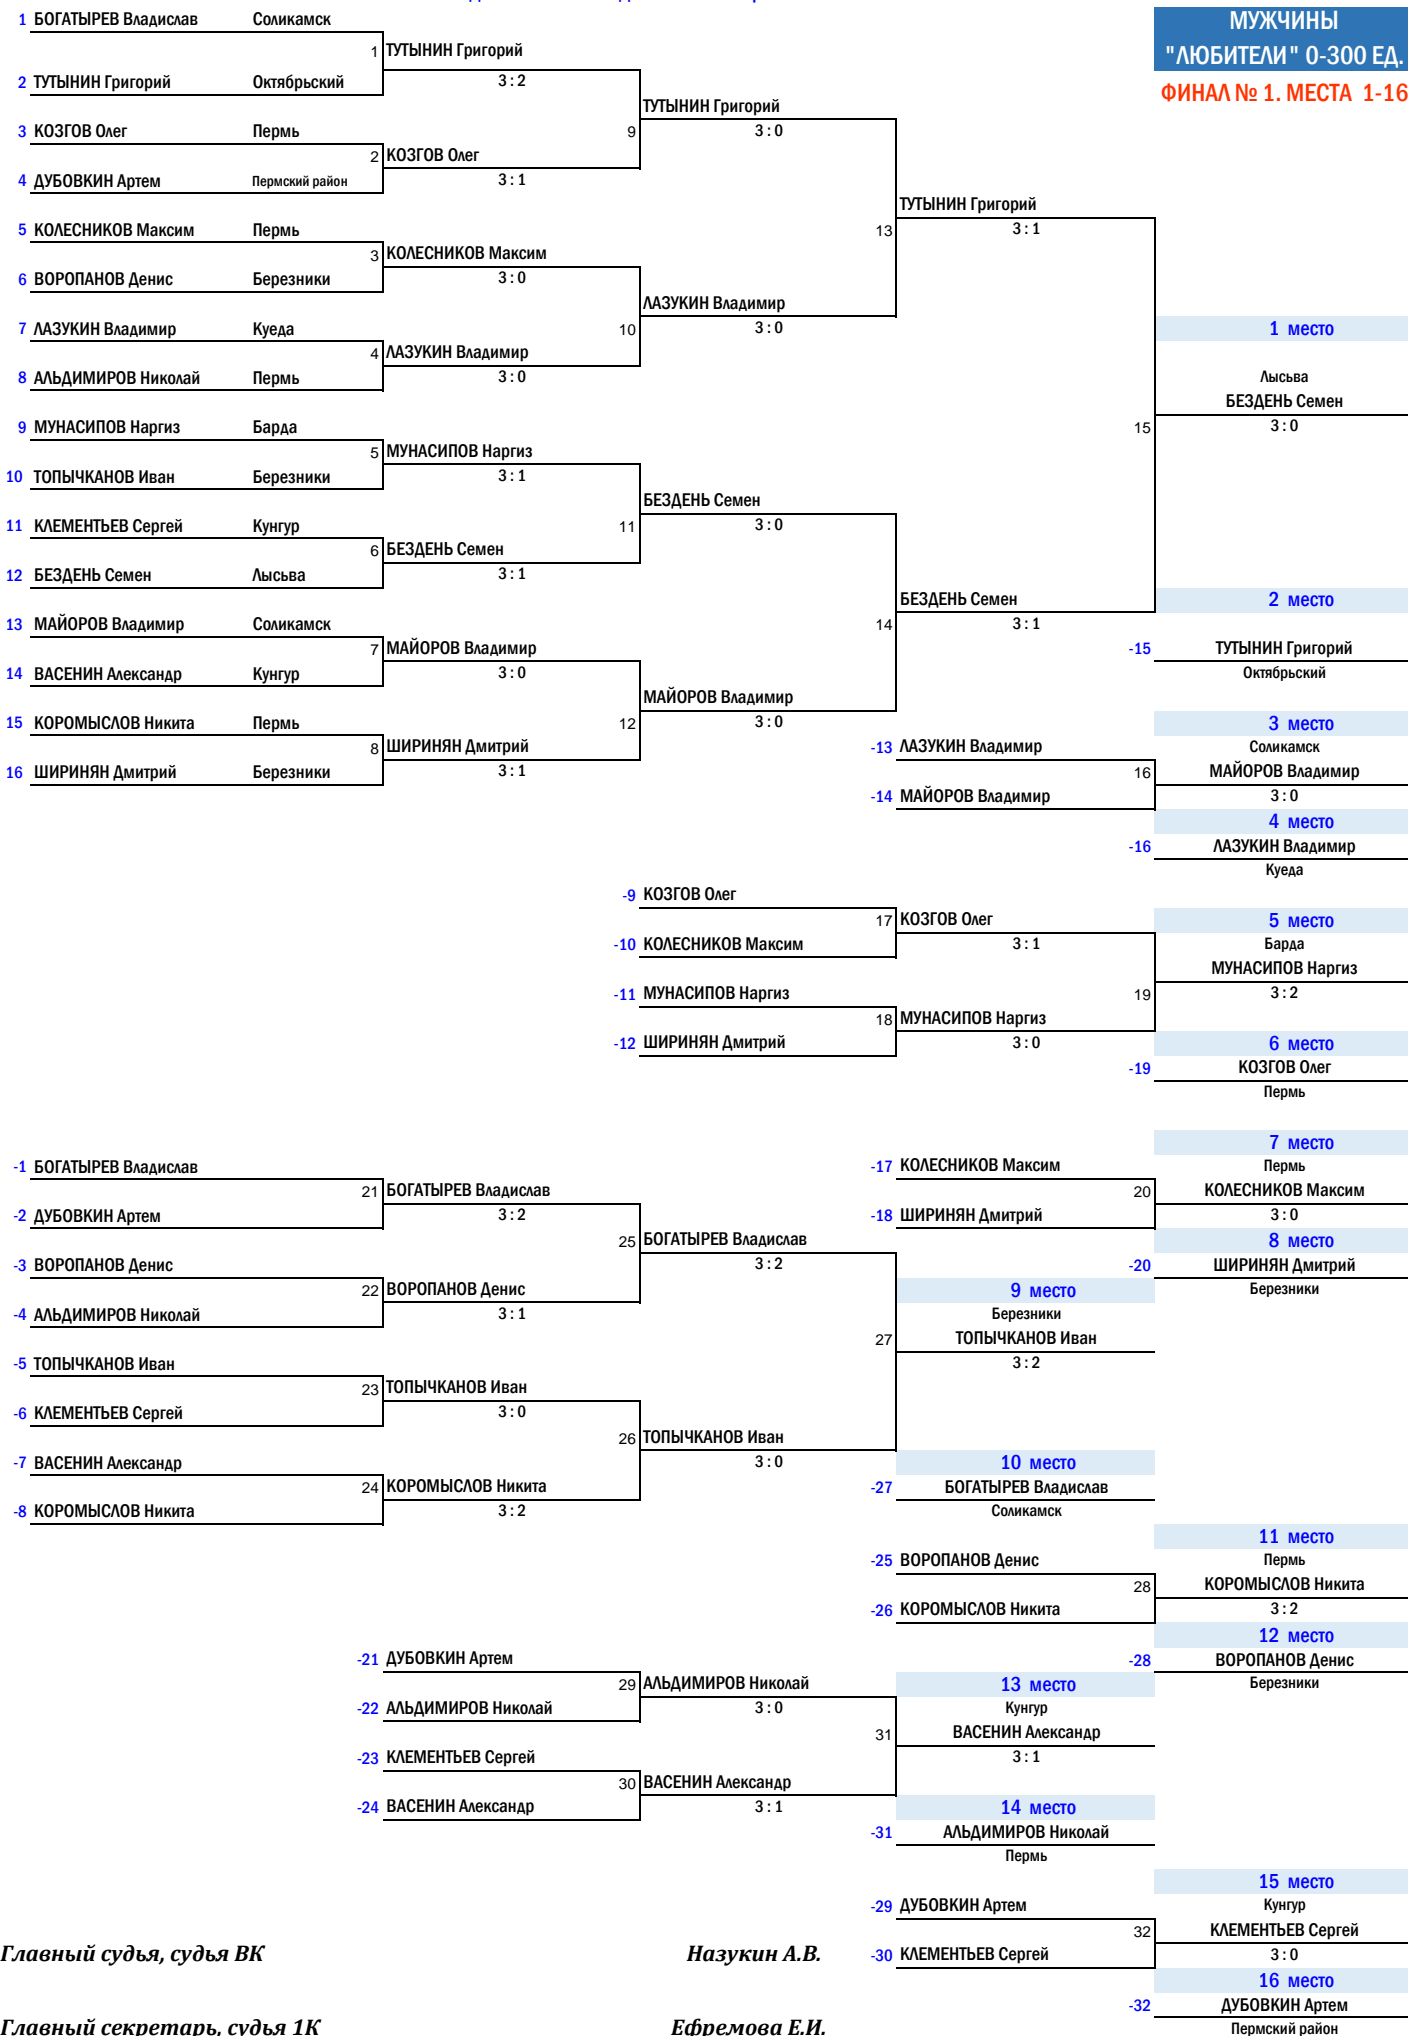 1 БОГАТЫРЕВ Владислав Соликамск
МУЖЧИНЫ
1 ТУТЫНИН Григорий
"ЛЮБИТЕЛИ" 0-300 ЕД.
2 ТУТЫНИН Григорий Октябрьский 3 : 2
ФИНАЛ № 1. МЕСТА 1-16
ТУТЫНИН Григорий
3 КОЗГОВ Олег Пермь 9 3 : 0
2 КОЗГОВ Олег
4 ДУБОВКИН Артем Пермский район 3 : 1
ТУТЫНИН Григорий
5 КОЛЕСНИКОВ Максим Пермь 13 3 : 1
3 КОЛЕСНИКОВ Максим
6 ВОРОПАНОВ Денис Березники 3 : 0
ЛАЗУКИН Владимир
7 ЛАЗУКИН Владимир Куеда 10 3 : 0 1 место
4 ЛАЗУКИН Владимир
8 АЛЬДИМИРОВ Николай Пермь 3 : 0 Лысьва
БЕЗДЕНЬ Семен
9 МУНАСИПОВ Наргиз Барда 15 3 : 0
5 МУНАСИПОВ Наргиз
10 ТОПЫЧКАНОВ Иван Березники 3 : 1
БЕЗДЕНЬ Семен
11 КЛЕМЕНТЬЕВ Сергей Кунгур 11 3 : 0
6 БЕЗДЕНЬ Семен
12 БЕЗДЕНЬ Семен Лысьва 3 : 1
БЕЗДЕНЬ Семен 2 место
13 МАЙОРОВ Владимир Соликамск 14 3 : 1
7 МАЙОРОВ Владимир -15 ТУТЫНИН Григорий
14 ВАСЕНИН Александр Кунгур 3 : 0 Октябрьский
МАЙОРОВ Владимир
15 КОРОМЫСЛОВ Никита Пермь 12 3 : 0 3 место
8 ШИРИНЯН Дмитрий -13 ЛАЗУКИН Владимир Соликамск
16 ШИРИНЯН Дмитрий Березники 3 : 1 16 МАЙОРОВ Владимир
-14 МАЙОРОВ Владимир 3 : 0
4 место
-16 ЛАЗУКИН Владимир
Куеда
-9 КОЗГОВ Олег
17 КОЗГОВ Олег 5 место
-10 КОЛЕСНИКОВ Максим 3 : 1 Барда
МУНАСИПОВ Наргиз
-11 МУНАСИПОВ Наргиз 19 3 : 2
18 МУНАСИПОВ Наргиз
-12 ШИРИНЯН Дмитрий 3 : 0 6 место
-19 КОЗГОВ Олег
Пермь
7 место
-1 БОГАТЫРЕВ Владислав -17 КОЛЕСНИКОВ Максим Пермь
21 БОГАТЫРЕВ Владислав 20 КОЛЕСНИКОВ Максим
-2 ДУБОВКИН Артем 3 : 2 -18 ШИРИНЯН Дмитрий 3 : 0
25 БОГАТЫРЕВ Владислав 8 место
-3 ВОРОПАНОВ Денис 3 : 2 -20 ШИРИНЯН Дмитрий
22 ВОРОПАНОВ Денис 9 место Березники
-4 АЛЬДИМИРОВ Николай 3 : 1 Березники
27 ТОПЫЧКАНОВ Иван
-5 ТОПЫЧКАНОВ Иван 3 : 2
23 ТОПЫЧКАНОВ Иван
-6 КЛЕМЕНТЬЕВ Сергей 3 : 0
26 ТОПЫЧКАНОВ Иван
-7 ВАСЕНИН Александр 3 : 0 10 место
24 КОРОМЫСЛОВ Никита -27 БОГАТЫРЕВ Владислав
-8 КОРОМЫСЛОВ Никита 3 : 2 Соликамск
11 место
-25 ВОРОПАНОВ Денис Пермь
28 КОРОМЫСЛОВ Никита
-26 КОРОМЫСЛОВ Никита 3 : 2
12 место
-21 ДУБОВКИН Артем -28 ВОРОПАНОВ Денис
29 АЛЬДИМИРОВ Николай 13 место Березники
-22 АЛЬДИМИРОВ Николай 3 : 0 Кунгур
31 ВАСЕНИН Александр
-23 КЛЕМЕНТЬЕВ Сергей 3 : 1
30 ВАСЕНИН Александр
-24 ВАСЕНИН Александр 3 : 1 14 место
-31 АЛЬДИМИРОВ Николай
Пермь
15 место
-29 ДУБОВКИН Артем Кунгур
32 КЛЕМЕНТЬЕВ Сергей
Главный судья, судья ВК Назукин А.В. -30 КЛЕМЕНТЬЕВ Сергей 3 : 0
16 место
-32 ДУБОВКИН Артем
Главный секретарь, судья 1К Ефремова Е.И. Пермский район